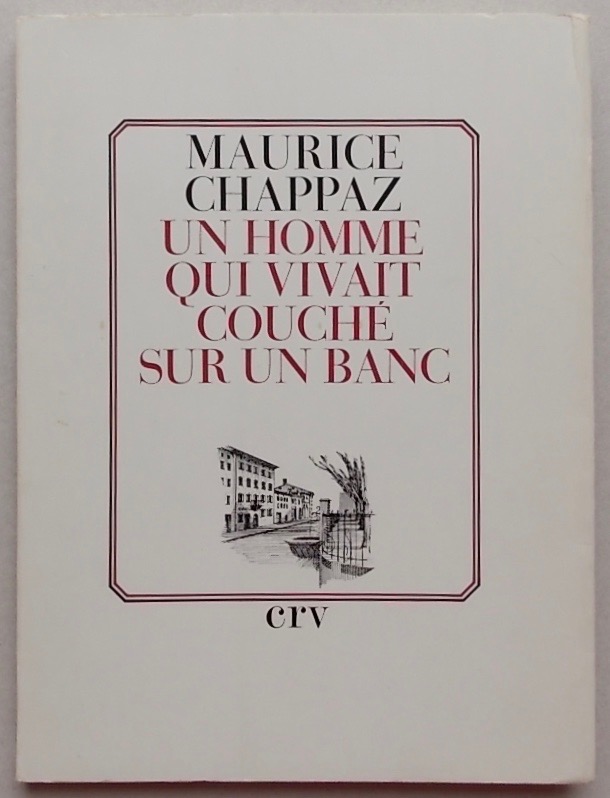 MAURICE
CHAPPAZ
UN HOMME
QUI VIVAIT
COUCHÉ
SUR UN BANC
crv